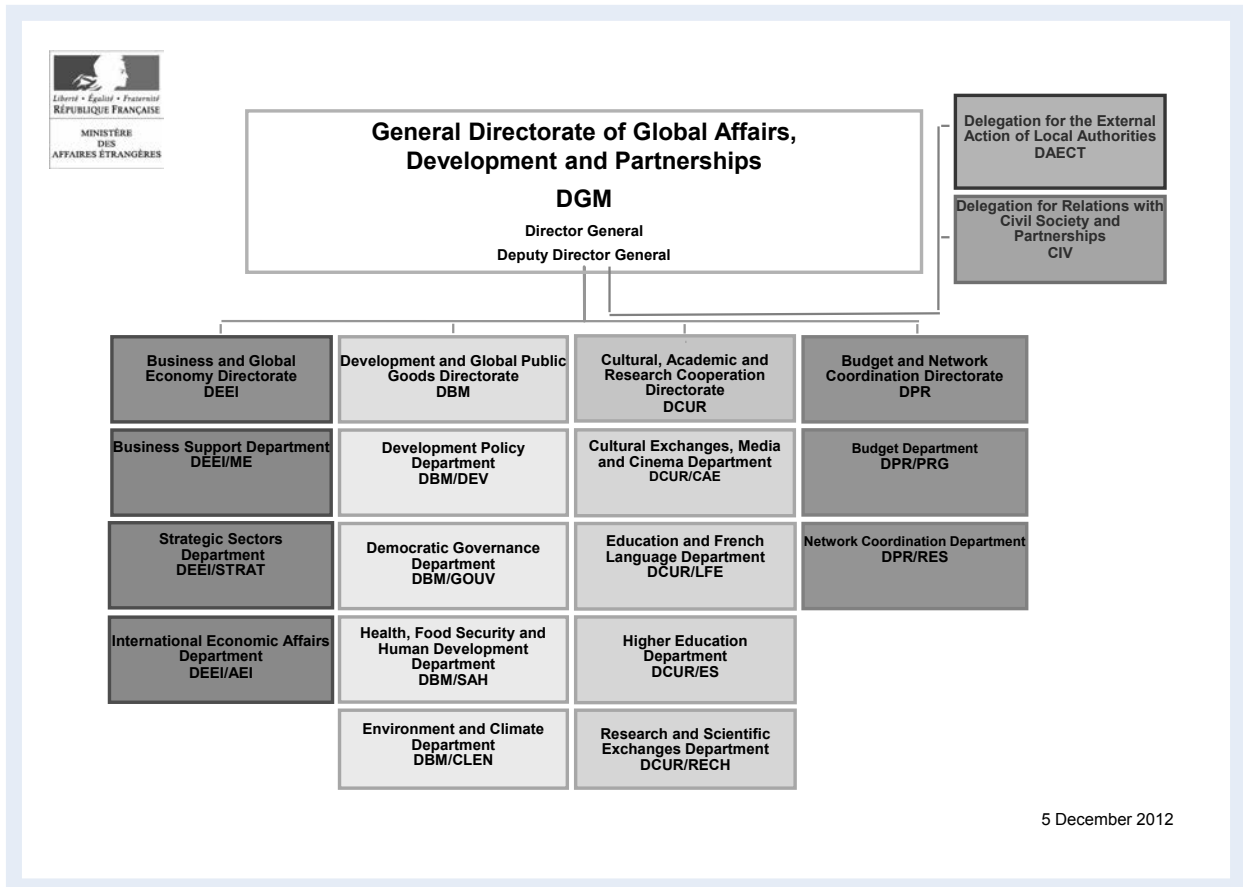 Liberté • Égalité • Fraternité
RÉPUBLIQUE FRANÇAISE
MINISTÈRE
DES
AFFAIRES ÉTRANGÈRES
General Directorate of Global Affairs,
Development and Partnerships
DGM
Director General
Deputy Director General
Delegation for the External
Action of Local Authorities
DAECT
Delegation for Relations with
Civil Society and
Partnerships
CIV
Business and Global
Economy Directorate
DEEI
Development and Global Public
Goods Directorate
DBM
Cultural, Academic and
Research Cooperation
Directorate
DCUR
Budget and Network
Coordination Directorate
DPR
Business Support Department
DEEI/ME
Development Policy
Department
DBM/DEV
Cultural Exchanges, Media
and Cinema Department
DCUR/CAE
Budget Department
DPR/PRG
Strategic Sectors
Department
DEEI/STRAT
Democratic Governance
Department
DBM/GOUV
Education and French
Language Department
DCUR/LFE
Network Coordination Department
DPR/RES
International Economic Affairs
Department
DEEI/AEI
Health, Food Security and
Human Development
Department
DBM/SAH
Higher Education
Department
DCUR/ES
Environment and Climate
Department
DBM/CLEN
Research and Scientific
Exchanges Department
DCUR/RECH
5 December 2012